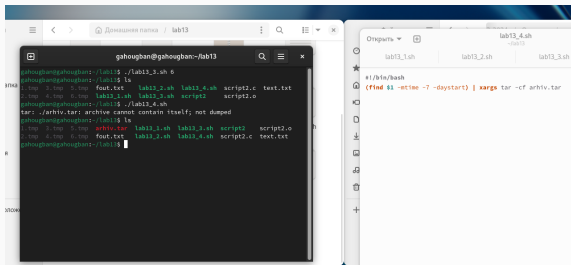 Домашняя папка / lab13
gahougban@gahougban:~/lab13
gahougban@gahougban:~/lab13$ ./lab13_3.sh 6
gahougban@gahougban:~/lab13$ ls
1.tmp 3.tmp 5.tmp fout.txt lab13_2.sh lab13_4.sh script2.c text.txt
2.tmp 4.tmp 6.tmp lab13_1.sh lab13_3.sh script2 script2.o
gahougban@gahougban:~/lab13$ ./lab13_4.sh
tar: ./arhiv.tar: archive cannot contain itself; not dumped
gahougban@gahougban:~/lab13$ ls
1.tmp 3.tmp 5.tmp arhiv.tar lab13_1.sh lab13_3.sh script2 script2.o
2.tmp 4.tmp 6.tmp fout.txt lab13_2.sh lab13_4.sh script2.c text.txt
gahougban@gahougban:~/lab13$
Открыть
lab13_4.sh
~/lab13
lab13_1.sh lab13_2.sh lab13_3.sh
#!/bin/bash
(find $1 -mtime -7 -daystart) | xargs tar -cf arhiv.tar